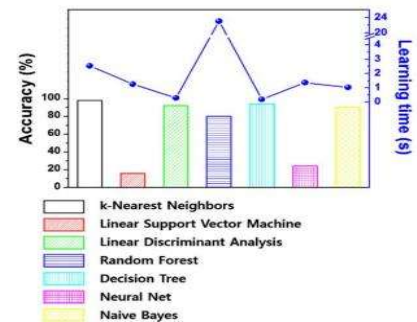 Accuracy (%)
100
80
60
40
20
0
24
20
4
3
2
1
0
Learning time (s)
k-Nearest Neighbors
Linear Support Vector Machine
Linear Discriminant Analysis
Random Forest
Decision Tree
Neural Net
Naive Bayes